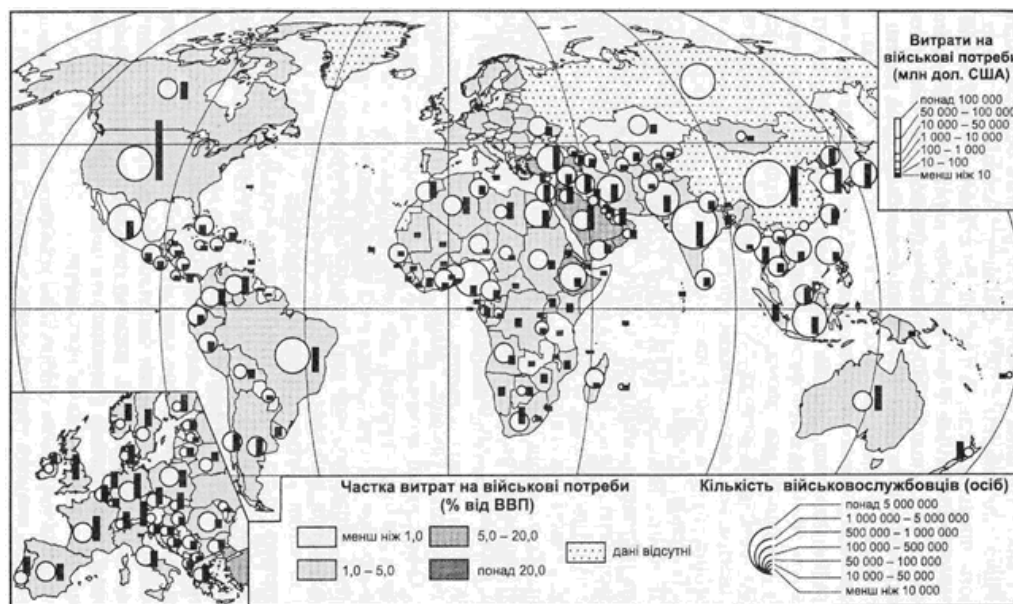 Витрати на
військові потреби
(млн дол. США)
понад 100 000
50 000 – 100 000
10 000 – 50 000
1 000 – 10 000
100 – 1 000
10 – 100
менш ніж 10
Частка витрат на військові потреби
(% від ВВП)
менш ніж 1,0
5,0 – 20,0
дані відсутні
1,0 – 5,0
понад 20,0
Кількість військовослужбовців (осіб)
понад 5 000 000
1 000 000 – 5 000 000
500 000 – 1 000 000
100 000 – 500 000
50 000 – 100 000
10 000 – 50 000
менш ніж 10 000